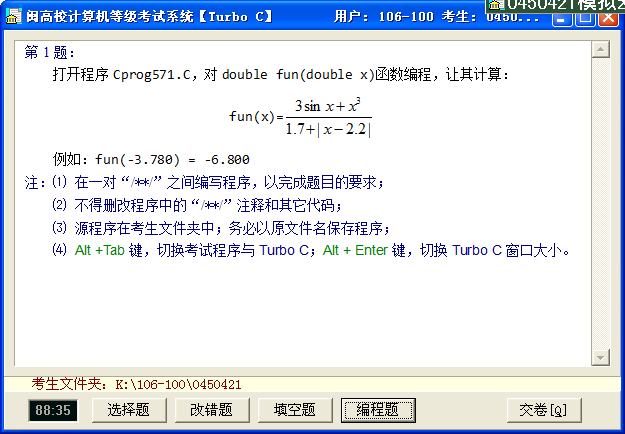 闽高校计算机等级考试系统【Turbo C】 用户: 106-100 考生: 0450...
0450421模拟
第 1 题:
打开程序 Cprog571.C，对 double fun(double x)函数编程，让其计算:
fun(x)=(3sin x+x³)/(1.7+|x−2.2|)
例如: fun(-3.780) = -6.800
注: ⑴ 在一对“/**/”之间编写程序，以完成题目的要求;
⑵ 不得删改程序中的“/**/”注释和其它代码;
⑶ 源程序在考生文件夹中; 务必以原文件名保存程序;
⑷ Alt +Tab 键，切换考试程序与 Turbo C; Alt + Enter 键，切换 Turbo C 窗口大小。
考生文件夹: K:\106-100\0450421
88:35 选择题 改错题 填空题 编程题 交卷[Q]